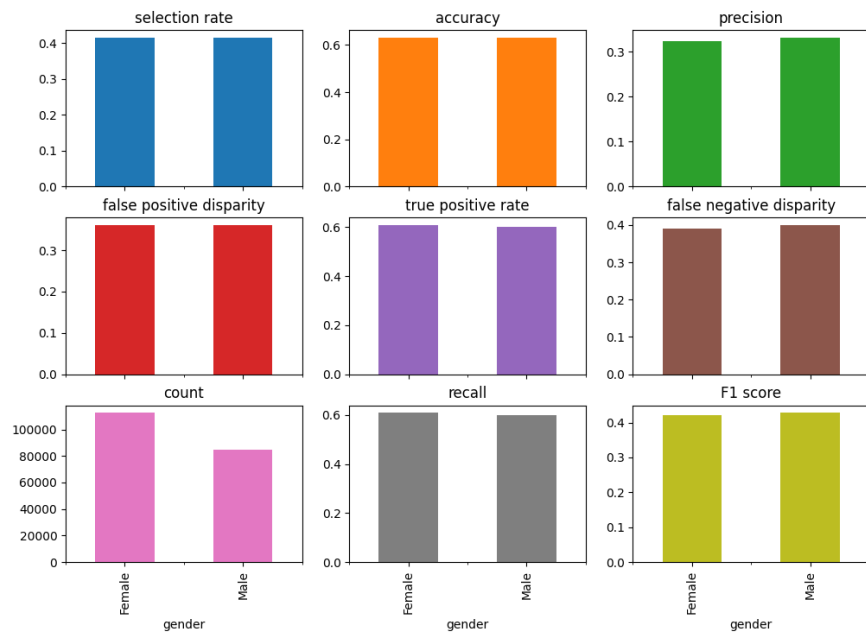 selection rate
accuracy
precision
0.4
0.3
0.2
0.1
0.0
0.6
0.4
0.2
0.0
0.3
0.2
0.1
0.0
false positive disparity
true positive rate
false negative disparity
0.3
0.2
0.1
0.0
0.6
0.4
0.2
0.0
0.4
0.3
0.2
0.1
0.0
count
recall
F1 score
100000
80000
60000
40000
20000
0
0.6
0.4
0.2
0.0
0.4
0.3
0.2
0.1
0.0
Female
Male
Female
Male
Female
Male
gender
gender
gender